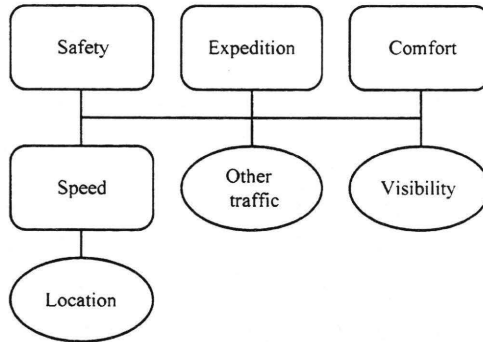 Safety
Expedition
Comfort
Speed
Other
traffic
Visibility
Location